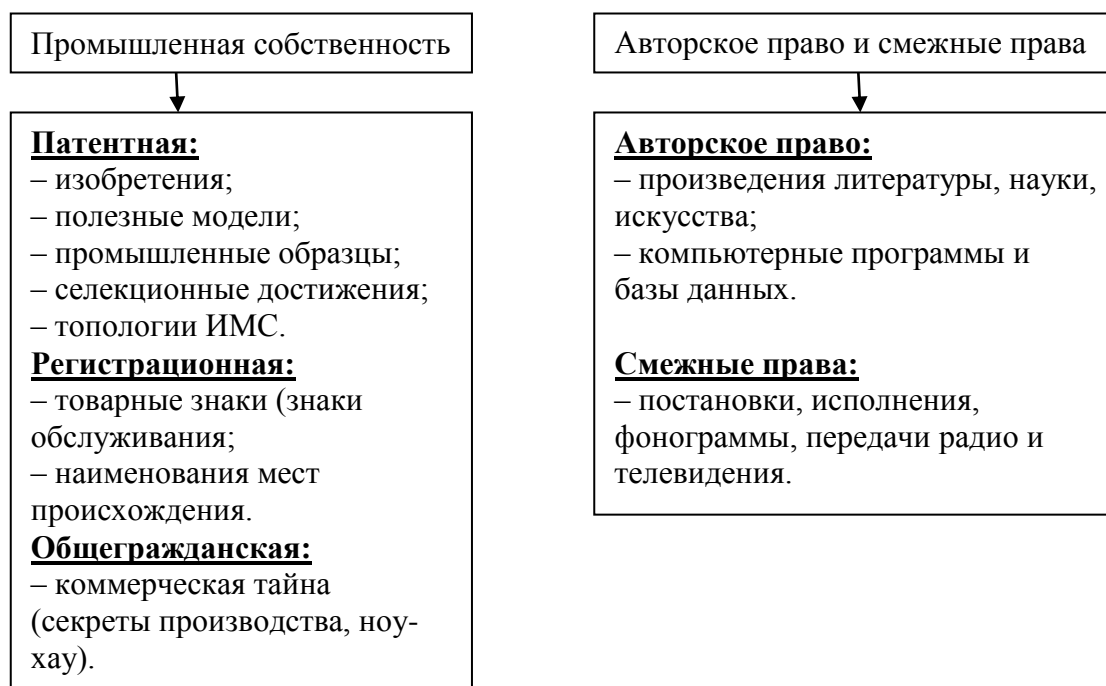 Промышленная собственность
Патентная:
– изобретения;
– полезные модели;
– промышленные образцы;
– селекционные достижения;
– топологии ИМС.
Регистрационная:
– товарные знаки (знаки
обслуживания;
– наименования мест
происхождения.
Общегражданская:
– коммерческая тайна
(секреты производства, ноу-
хау).
Авторское право и смежные права
Авторское право:
– произведения литературы, науки,
искусства;
– компьютерные программы и
базы данных.
Смежные права:
– постановки, исполнения,
фонограммы, передачи радио и
телевидения.